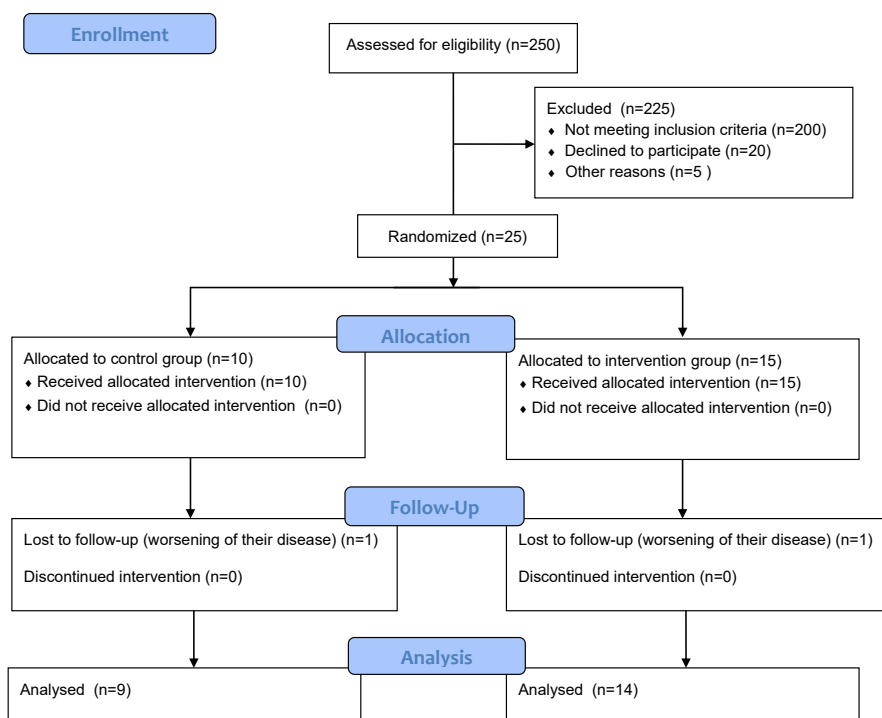 Enrollment
Assessed for eligibility (n=250)
Excluded (n=225)
♦ Not meeting inclusion criteria (n=200)
♦ Declined to participate (n=20)
♦ Other reasons (n=5 )
Randomized (n=25)
Allocation
Allocated to control group (n=10)
♦ Received allocated intervention (n=10)
♦ Did not receive allocated intervention (n=0)
Allocated to intervention group (n=15)
♦ Received allocated intervention (n=15)
♦ Did not receive allocated intervention (n=0)
Follow-Up
Lost to follow-up (worsening of their disease) (n=1)
Discontinued intervention (n=0)
Lost to follow-up (worsening of their disease) (n=1)
Discontinued intervention (n=0)
Analysis
Analysed (n=9)
Analysed (n=14)